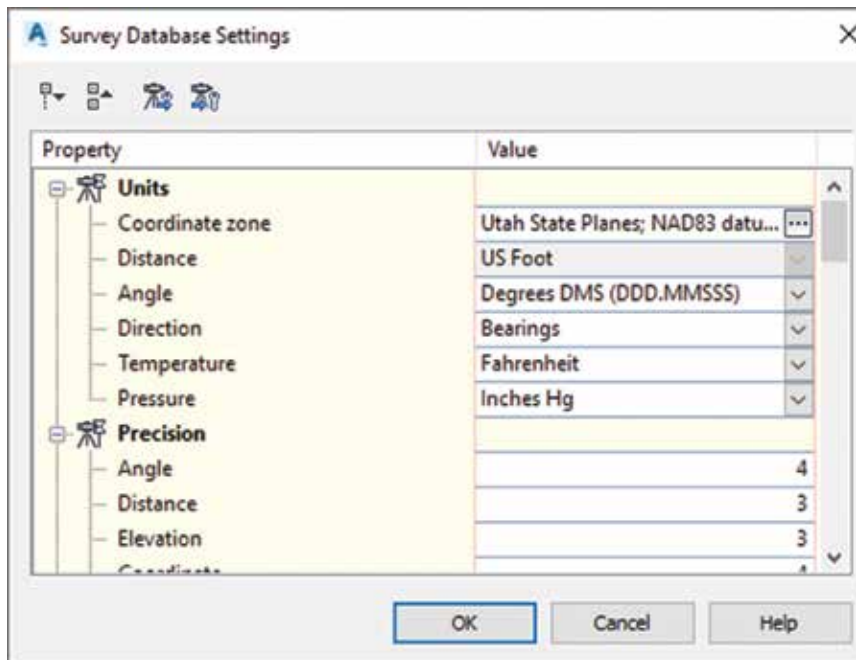 Survey Database Settings
Property Value
Units
Coordinate zone Utah State Planes; NAD83 datu...
Distance US Foot
Angle Degrees DMS (DDD.MMSSS)
Direction Bearings
Temperature Fahrenheit
Pressure Inches Hg
Precision
Angle 4
Distance 3
Elevation 3
Coordinate 4
OK Cancel Help